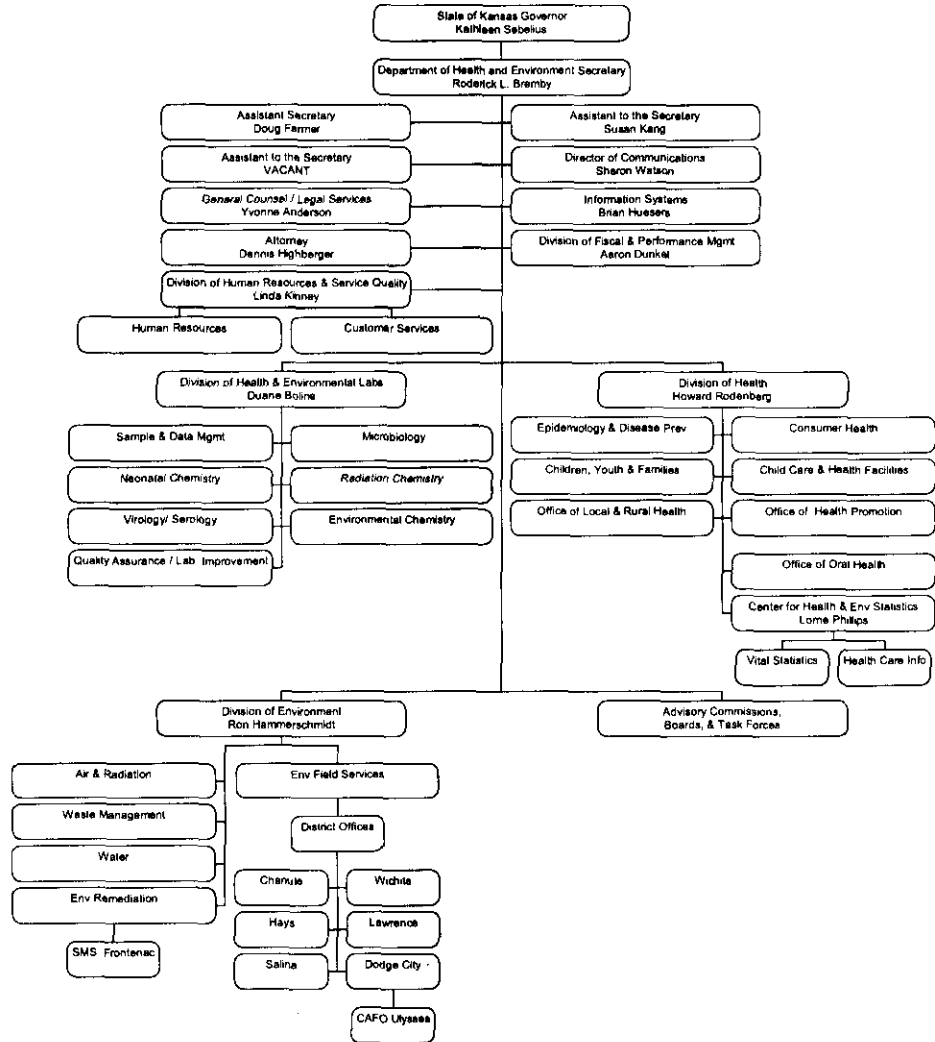 State of Kansas Governor
Kathleen Sebelius
Department of Health and Environment Secretary
Roderick L. Bremby
Assistant Secretary
Doug Farmer
Assistant to the Secretary
Susan Kang
Assistant to the Secretary
VACANT
Director of Communications
Sharon Watson
General Counsel / Legal Services
Yvonne Anderson
Information Systems
Brian Huesers
Attorney
Dennis Highberger
Division of Fiscal & Performance Mgmt
Aaron Dunkel
Division of Human Resources & Service Quality
Linda Kinney
Human Resources
Customer Services
Division of Health & Environmental Labs
Duane Boline
Division of Health
Howard Rodenberg
Sample & Data Mgmt
Microbiology
Neonatal Chemistry
Radiation Chemistry
Virology/ Serology
Environmental Chemistry
Quality Assurance / Lab Improvement
Epidemiology & Disease Prev
Consumer Health
Children, Youth & Families
Child Care & Health Facilities
Office of Local & Rural Health
Office of Health Promotion
Office of Oral Health
Center for Health & Env Statistics
Lorne Phillips
Vital Statistics
Health Care Info
Division of Environment
Ron Hammerschmidt
Advisory Commissions,
Boards, & Task Forces
Air & Radiation
Waste Management
Water
Env Remediation
SMS Frontenac
Env Field Services
District Offices
Chanute
Wichita
Hays
Lawrence
Salina
Dodge City
CAFO Ulysses